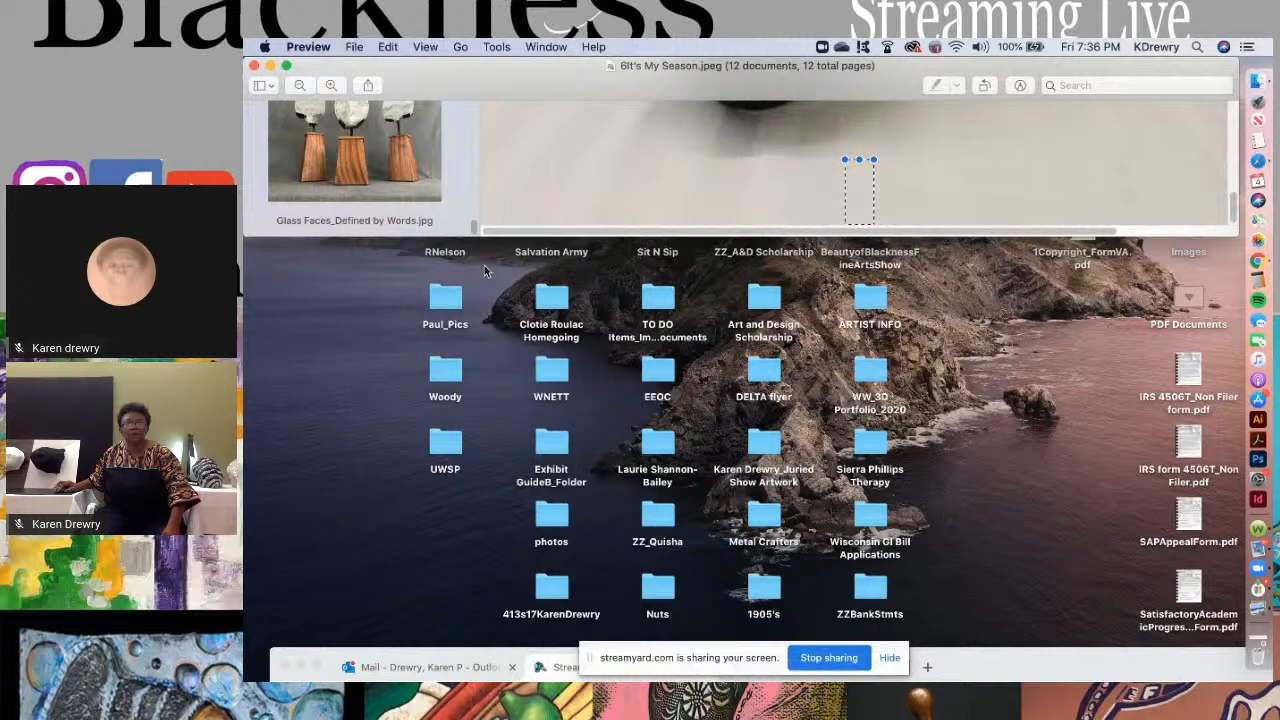 Blackness
Streaming Live
Preview File Edit View Go Tools Window Help
100% Fri 7:36 PM KDrewry
6It's My Season.jpeg (12 documents, 12 total pages)
Search
Glass Faces_Defined by Words.jpg
RNelson
Salvation Army
Sit N Sip
ZZ_A&D Scholarship
BeautyofBlacknessF
ineArtsShow
1Copyright_FormVA.
pdf
Images
Paul_Pics
Clotie Roulac
Homegoing
TO DO
Items_Im...ocuments
Art and Design
Scholarship
ARTIST INFO
PDF Documents
Woody
WNETT
EEOC
DELTA flyer
WW_3D
Portfolio_2020
IRS 4506T_Non Filer
form.pdf
UWSP
Exhibit
GuideB_Folder
Laurie Shannon-
Bailey
Karen Drewry_Juried
Show Artwork
Sierra Phillips
Therapy
IRS form 4506T_Non
Filer.pdf
photos
ZZ_Quisha
Metal Crafters
Wisconsin GI Bill
Applications
SAPAppealForm.pdf
413s17KarenDrewry
Nuts
1905's
ZZBankStmts
SatisfactoryAcadem
icProgres...Form.pdf
Karen drewry
Karen Drewry
Mail - Drewry, Karen P - Outlo
Strea
streamyard.com is sharing your screen.
Stop sharing
Hide
4
Ai
Ps
Id
W